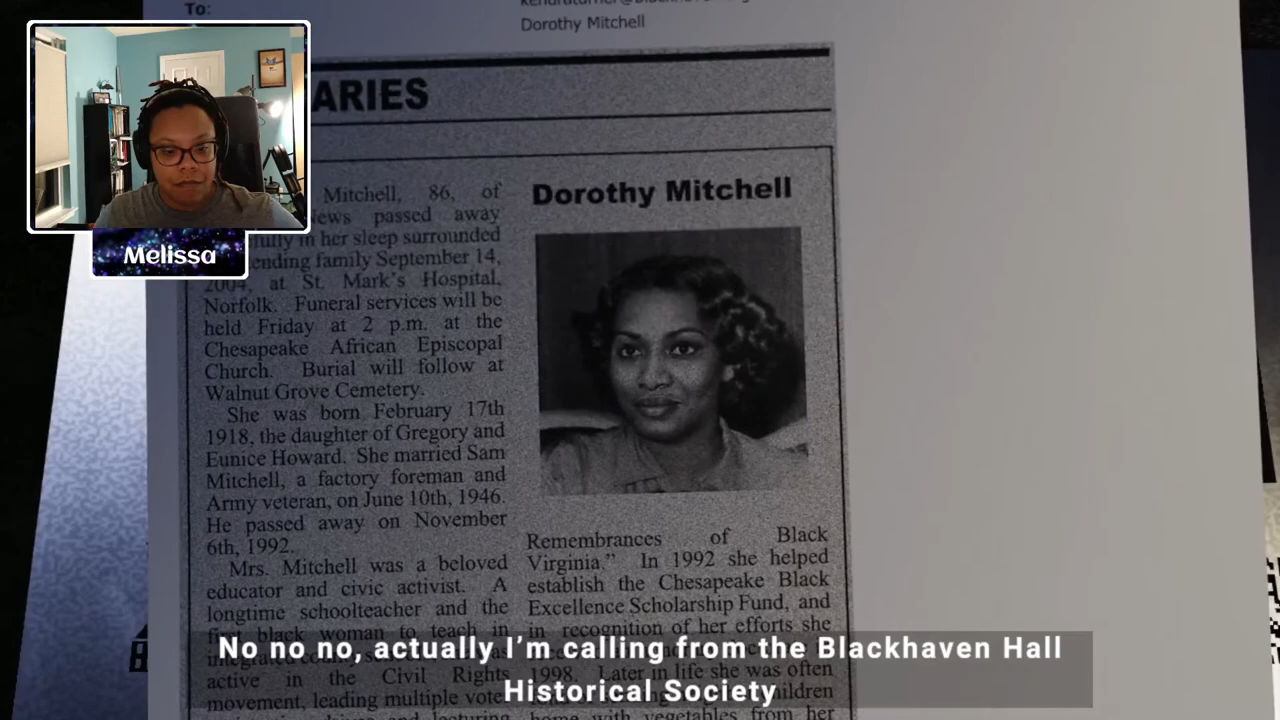 To:
Dorothy Mitchell
ARIES
Mitchell, 86, of
News passed away
in her sleep surrounded
family September 14,
2004, at St. Mark's Hospital,
Norfolk. Funeral services will be
held Friday at 2 p.m. at the
Chesapeake African Episcopal
Church. Burial will follow at
Walnut Grove Cemetery.
She was born February 17th
1918, the daughter of Gregory and
Eunice Howard. She married Sam
Mitchell, a factory foreman and
Army veteran, on June 10th, 1946.
He passed away on November
6th, 1992.
Mrs. Mitchell was a beloved
educator and civic activist. A
longtime schoolteacher and the
black woman to teach in
active in the Civil Rights
movement, leading multiple vote
Dorothy Mitchell
Remembrances of Black
Virginia." In 1992 she helped
establish the Chesapeake Black
Excellence Scholarship Fund, and
in recognition of her efforts she
1998. Later in life she was often
home with vegetables from her
Melissa
No no no, actually I'm calling from the Blackhaven Hall
Historical Society